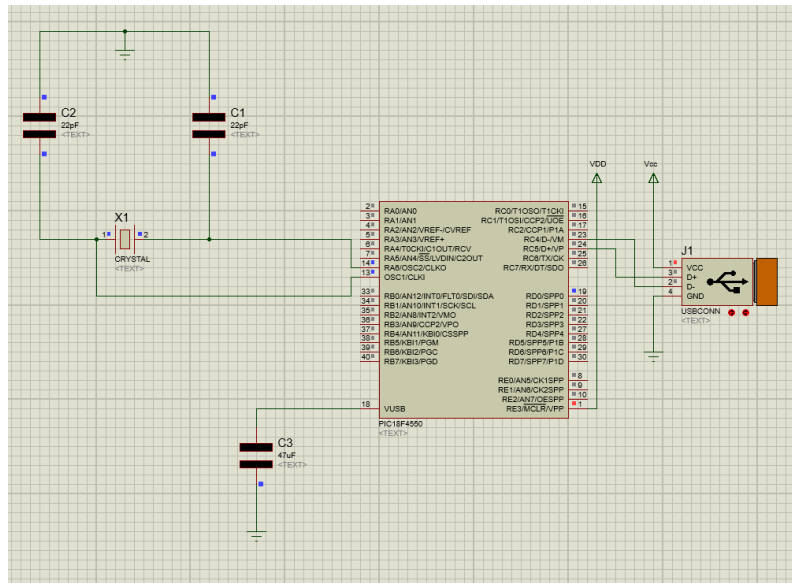 C2
22pF
<TEXT>
C1
22pF
<TEXT>
X1
1 2
CRYSTAL
<TEXT>
2 RA0/AN0
3 RA1/AN1
4 RA2/AN2/VREF-/CVREF
5 RA3/AN3/VREF+
6 RA4/T0CKI/C1OUT/RCV
7 RA5/AN4/SS/LVDIN/C2OUT
14 RA6/OSC2/CLKO
13 OSC1/CLKI
33 RB0/AN12/INT0/FLT0/SDI/SDA
34 RB1/AN10/INT1/SCK/SCL
35 RB2/AN8/INT2/VMO
36 RB3/AN9/CCP2/VPO
37 RB4/AN11/KBI0/CSSPP
38 RB5/KBI1/PGM
39 RB6/KBI2/PGC
40 RB7/KBI3/PGD
18 VUSB
RC0/T1OSO/T1CKI 15
RC1/T1OSI/CCP2/UOE 16
RC2/CCP1/P1A 17
RC4/D-/VM 23
RC5/D+/VP 24
RC6/TX/CK 25
RC7/RX/DT/SDO 26
RD0/SPP0 19
RD1/SPP1 20
RD2/SPP2 21
RD3/SPP3 22
RD4/SPP4 27
RD5/SPP5/P1B 28
RD6/SPP6/P1C 29
RD7/SPP7/P1D 30
RE0/AN5/CK1SPP 8
RE1/AN6/CK2SPP 9
RE2/AN7/OESPP 10
RE3/MCLR/VPP 1
PIC18F4550
<TEXT>
C3
47uF
<TEXT>
VDD
Vcc
J1
1 VCC
3 D+
2 D-
4 GND
USBCONN
<TEXT>